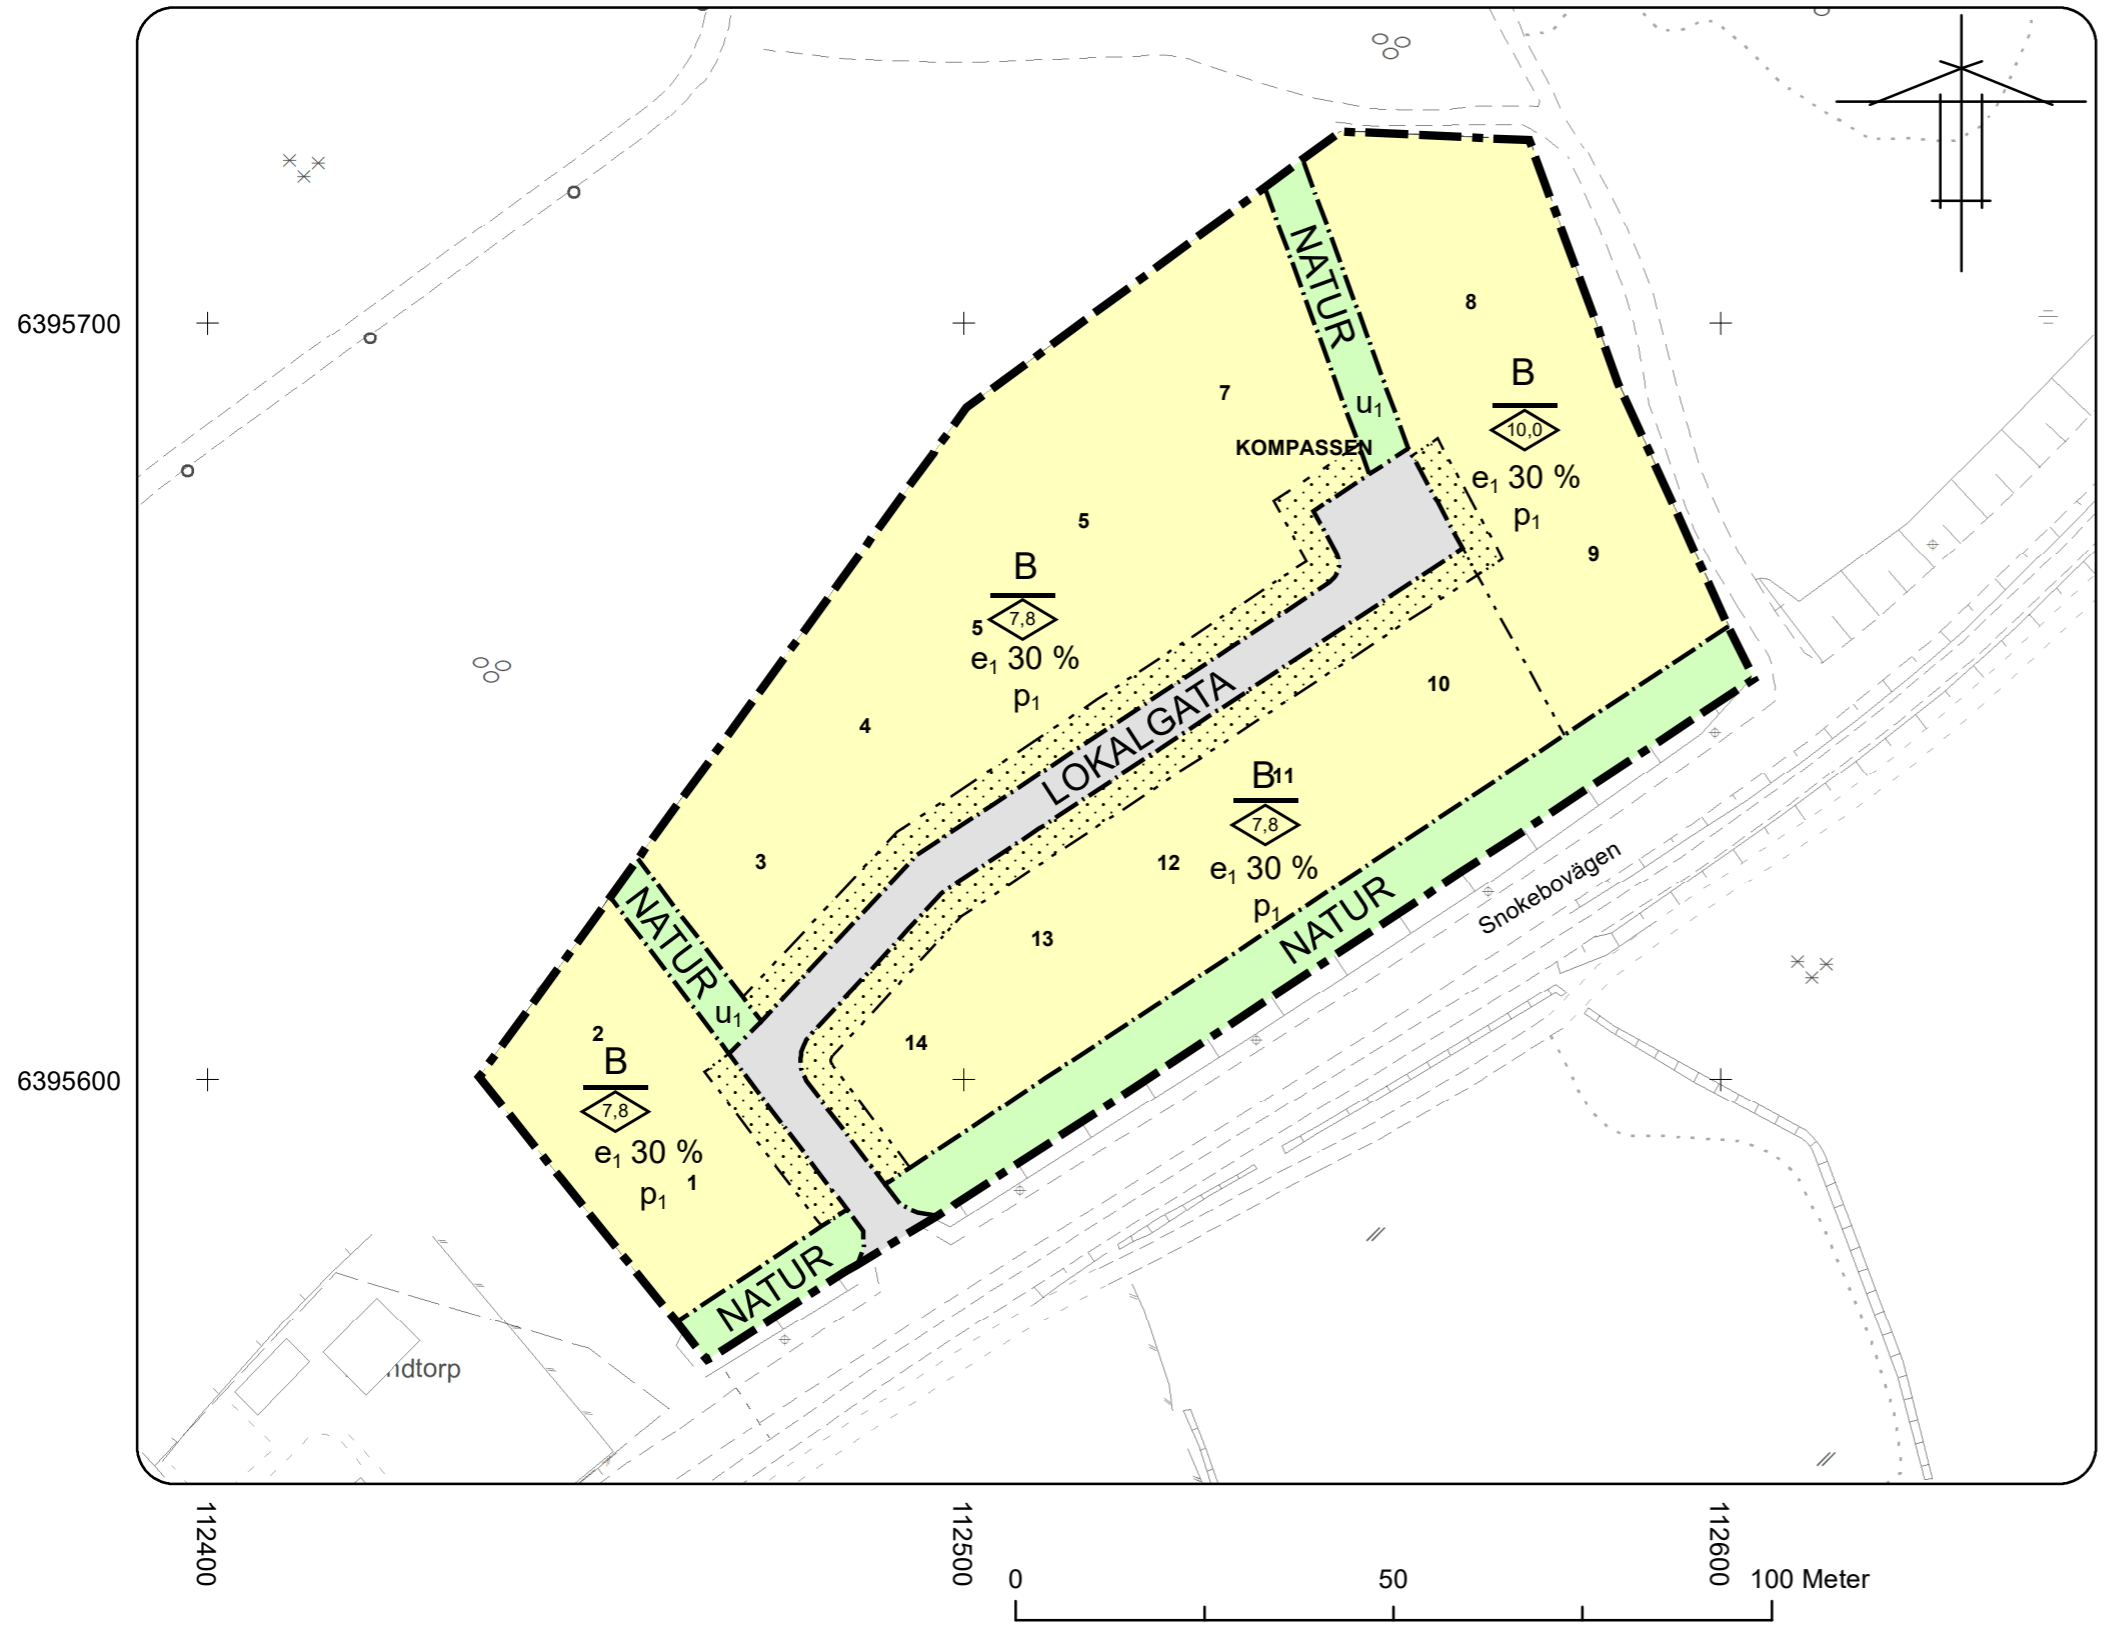 6395700
6395600
NATUR
u1
8
B
10,0
e1 30 %
p1
9
7
KOMPASSEN
5
B
7,8
5
e1 30 %
p1
4
10
LOKALGATA
B11
7,8
12
e1 30 %
p1
3
13
NATUR
Snokebovägen
NATUR
u1
14
2
B
7,8
e1 30 %
p1
1
NATUR
ndtorp
112400
112500
112600
0
50
100 Meter